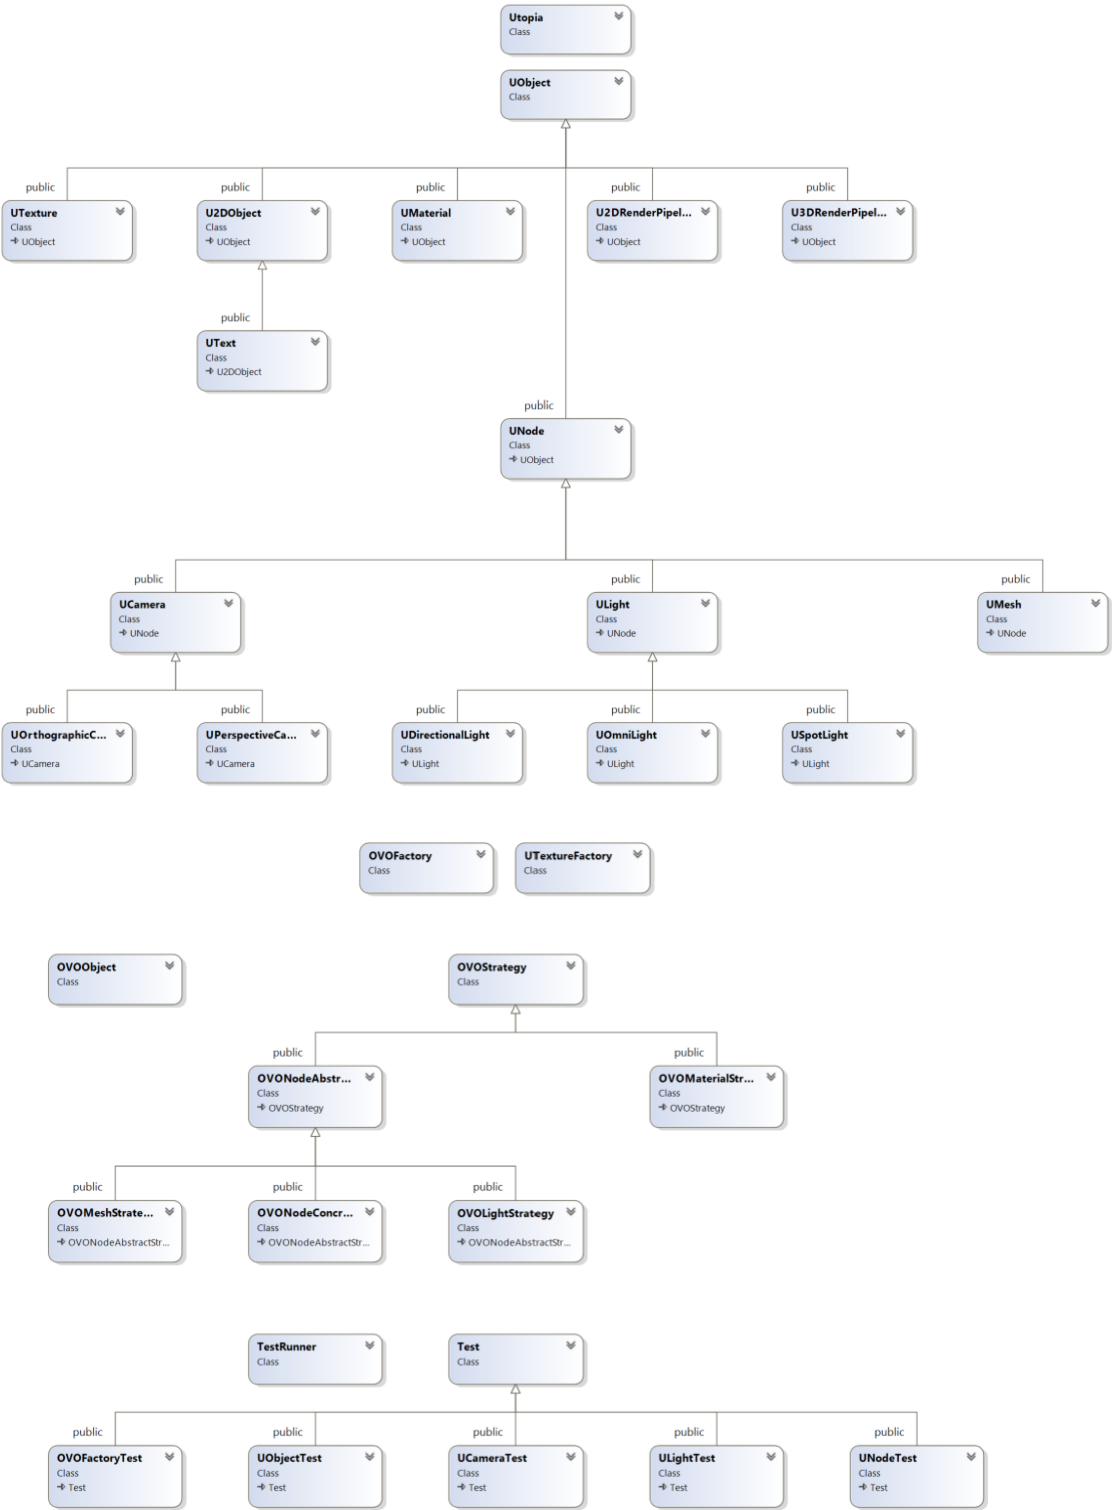 Utopia
Class
UObject
Class
public
public
public
public
public
UTexture
Class
UObject
U2DObject
Class
UObject
UMaterial
Class
UObject
U2DRenderPipel...
Class
UObject
U3DRenderPipel...
Class
UObject
public
UText
Class
U2DObject
public
UNode
Class
UObject
public
public
public
UCamera
Class
UNode
ULight
Class
UNode
UMesh
Class
UNode
public
public
public
public
public
UOrthographicC...
Class
UCamera
UPerspectiveCa...
Class
UCamera
UDirectionalLight
Class
ULight
UOmniLight
Class
ULight
USpotLight
Class
ULight
OVOFactory
Class
UTextureFactory
Class
OVOObject
Class
OVOStrategy
Class
public
public
OVONodeAbstr...
Class
OVOStrategy
OVOMaterialStr...
Class
OVOStrategy
public
public
public
OVOMeshStrate...
Class
OVONodeAbstractStr...
OVONodeConcr...
Class
OVONodeAbstractStr...
OVOLightStrategy
Class
OVONodeAbstractStr...
TestRunner
Class
Test
Class
public
public
public
public
public
OVOFactoryTest
Class
Test
UObjectTest
Class
Test
UCameraTest
Class
Test
ULightTest
Class
Test
UNodeTest
Class
Test